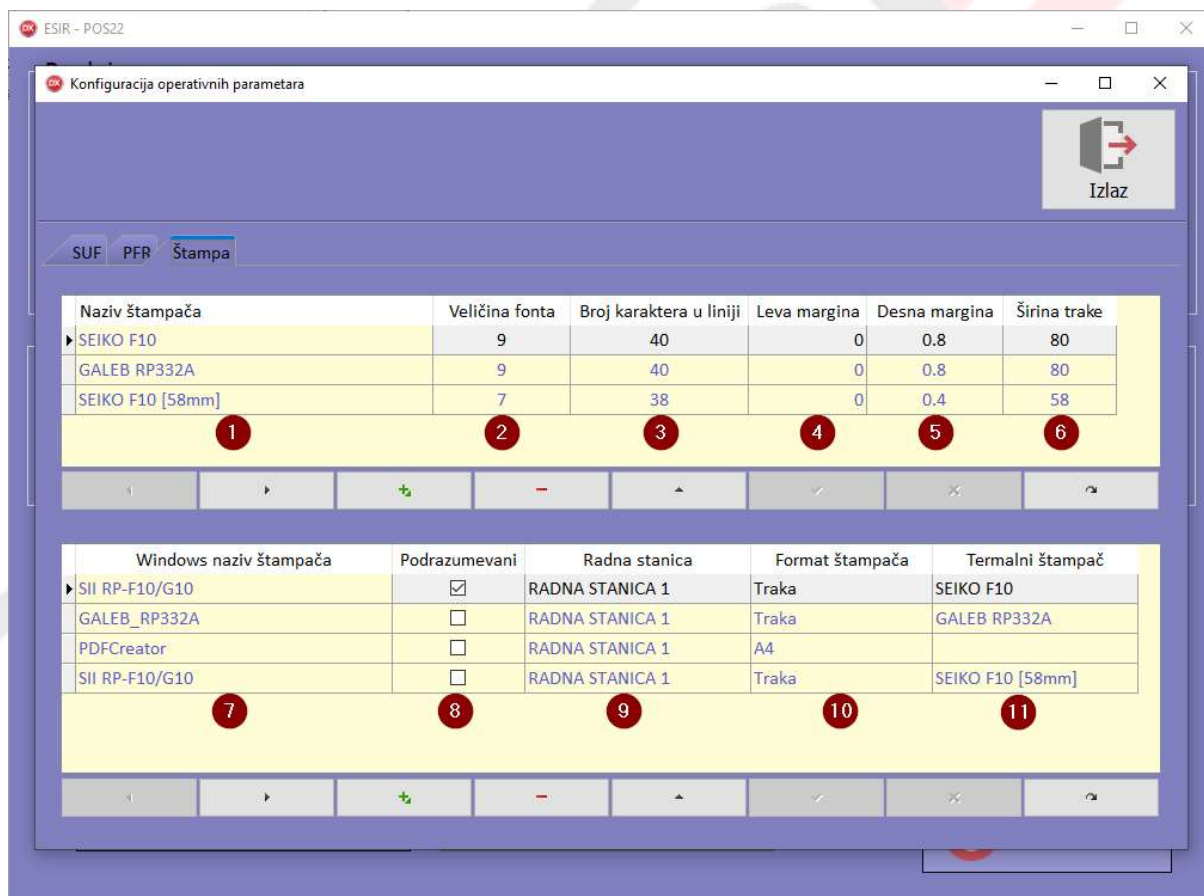 ESIR - POS22
Konfiguracija operativnih parametara
Izlaz
SUF PFR Štampa
Naziv štampača Veličina fonta Broj karaktera u liniji Leva margina Desna margina Širina trake
SEIKO F10 9 40 0 0.8 80
GALEB RP332A 9 40 0 0.8 80
SEIKO F10 [58mm] 7 38 0 0.4 58
1 2 3 4 5 6
Windows naziv štampača Podrazumevani Radna stanica Format štampača Termalni štampač
SII RP-F10/G10 RADNA STANICA 1 Traka SEIKO F10
GALEB_RP332A RADNA STANICA 1 Traka GALEB RP332A
PDFCreator RADNA STANICA 1 A4
SII RP-F10/G10 RADNA STANICA 1 Traka SEIKO F10 [58mm]
7 8 9 10 11